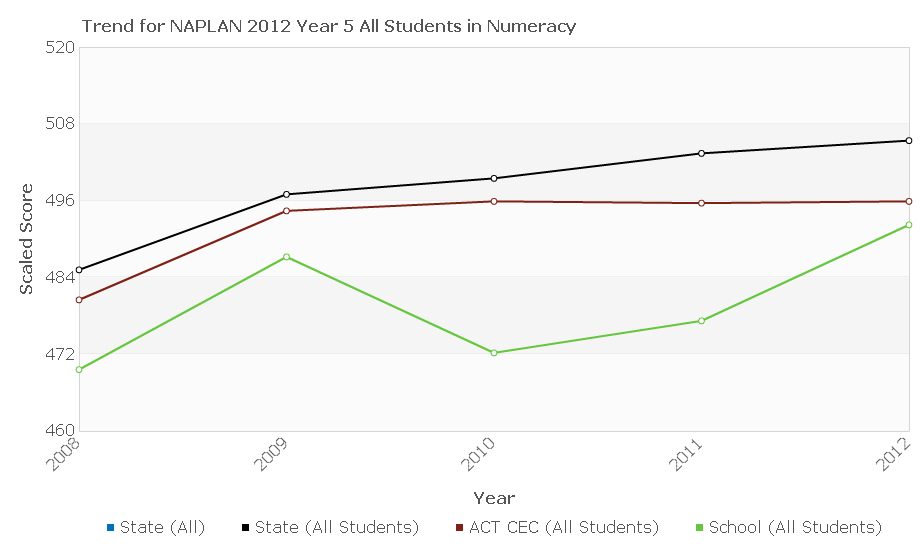 Trend for NAPLAN 2012 Year 5 All Students in Numeracy
520
508
496
484
472
460
Scaled Score
2008
2009
2010
2011
2012
Year
State (All)
State (All Students)
ACT CEC (All Students)
School (All Students)